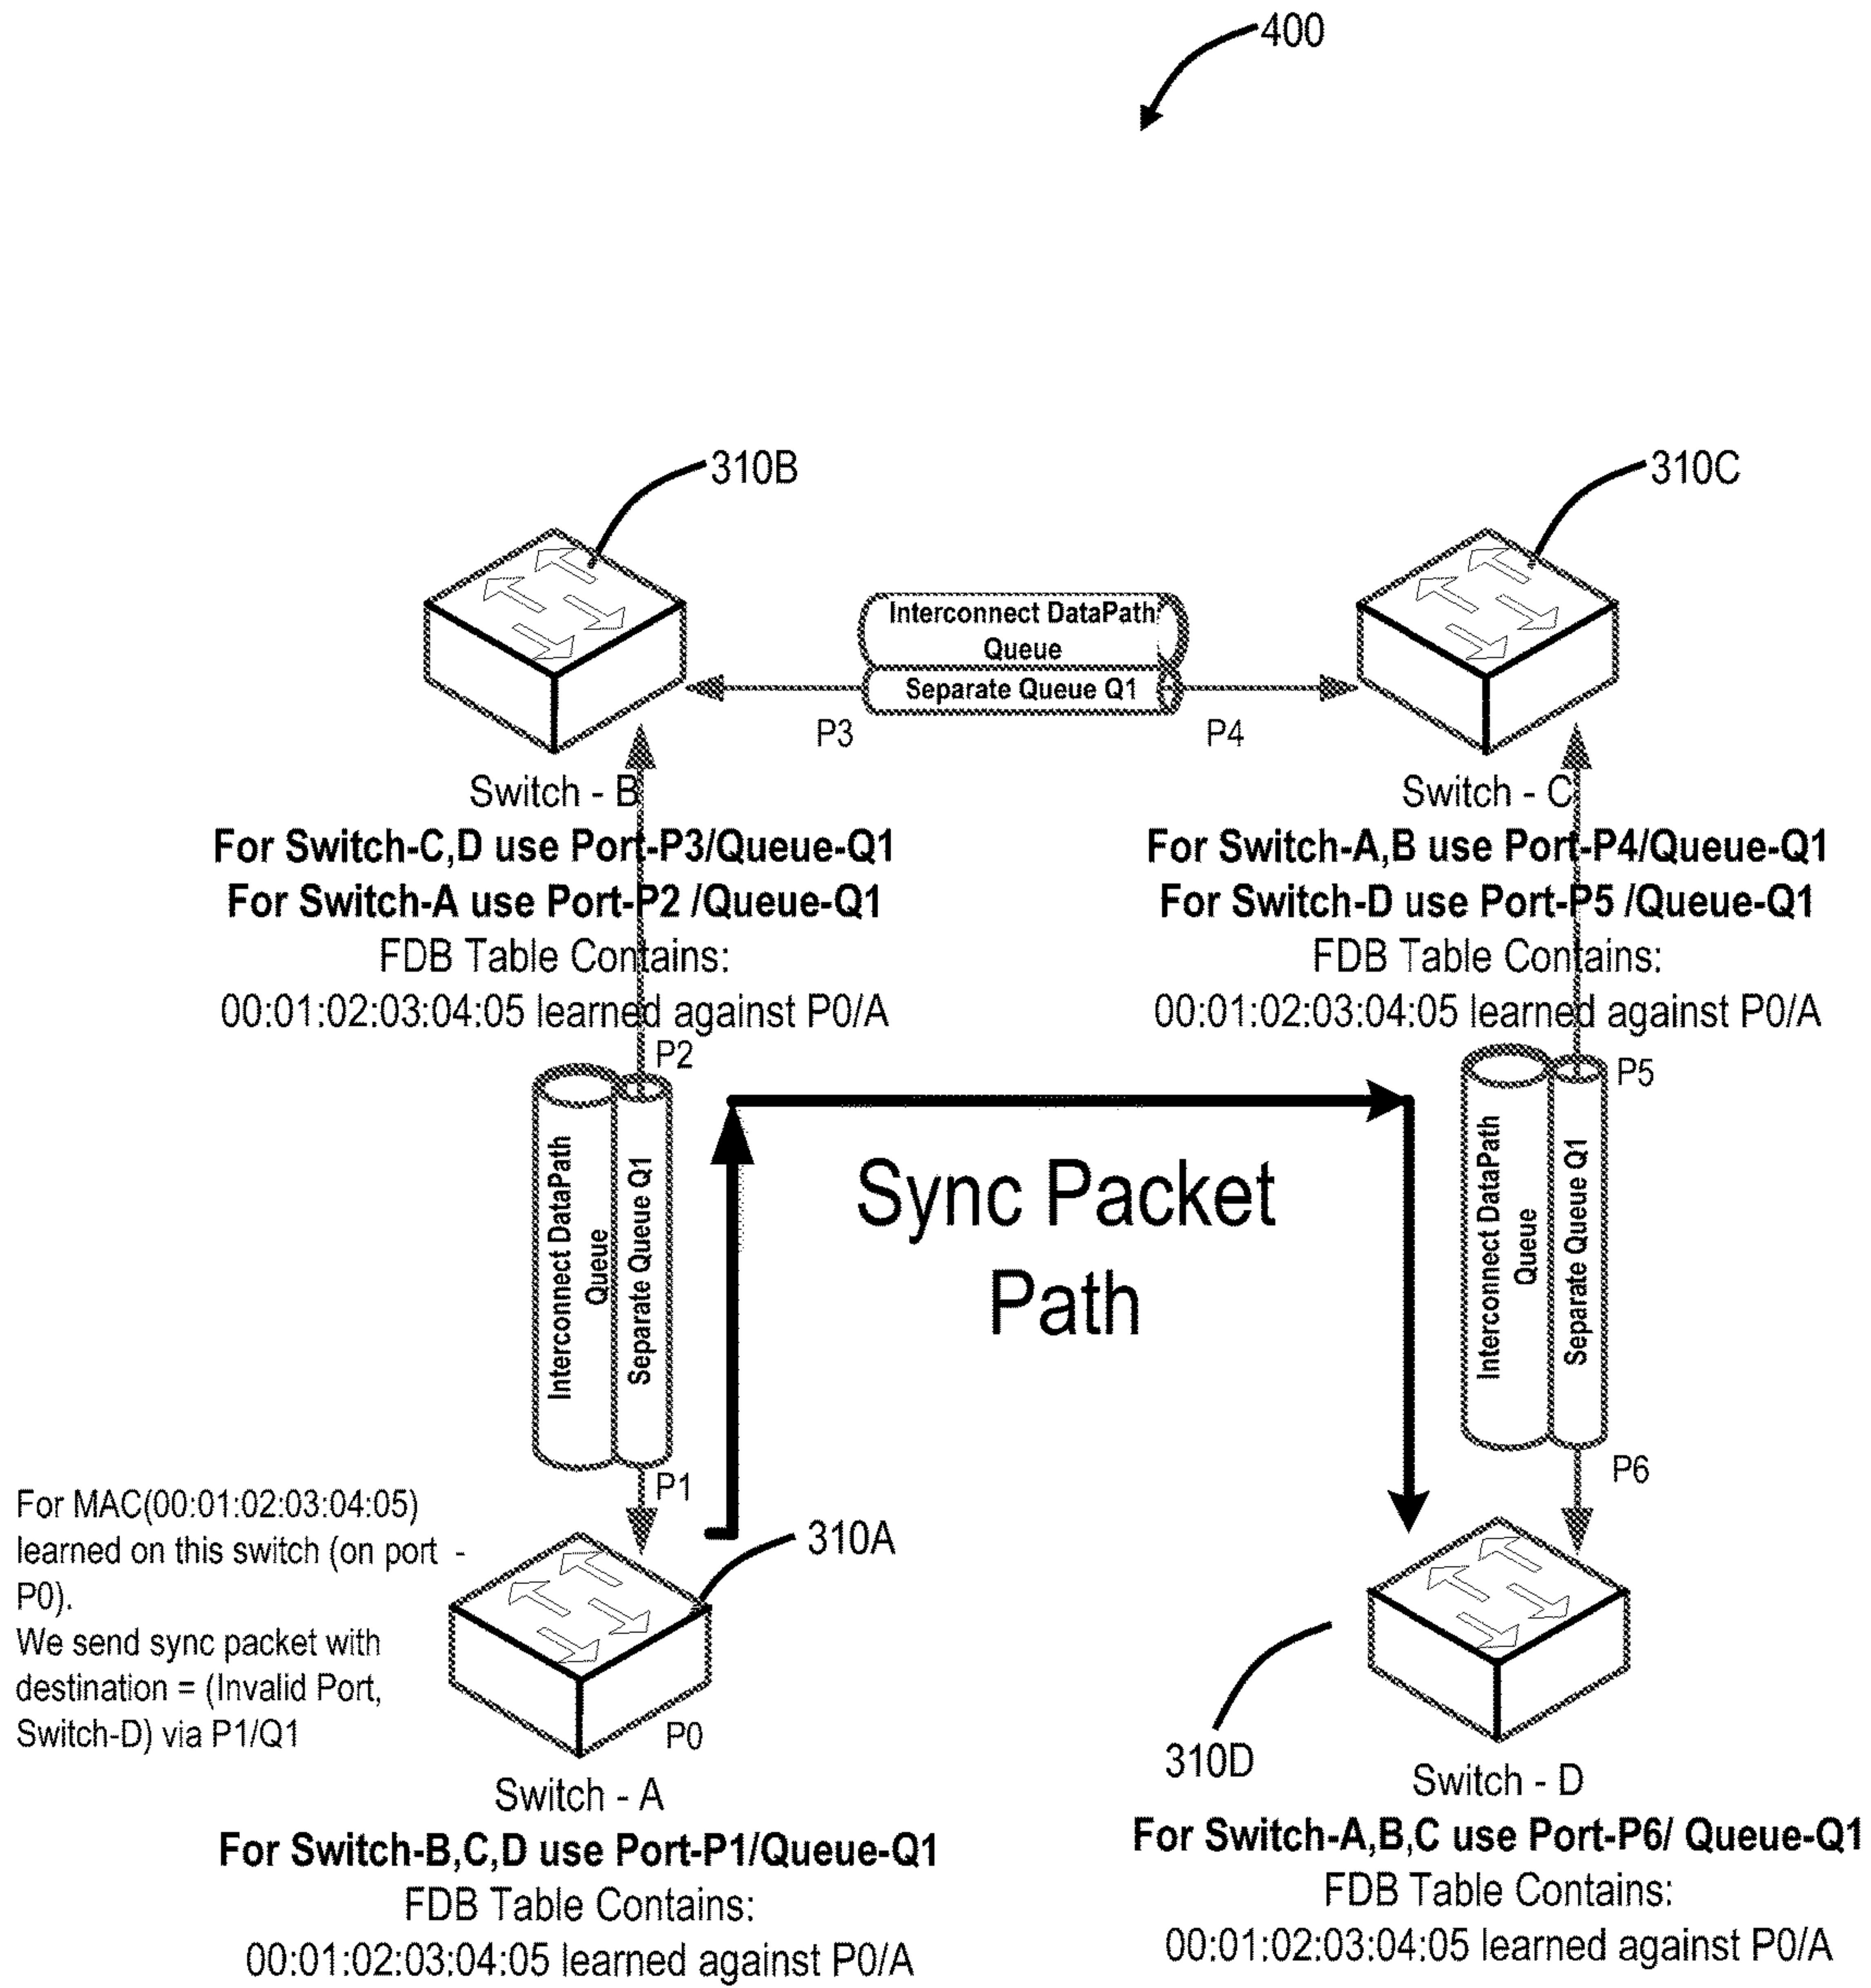 400
310B
310C
Interconnect DataPath
Queue
Separate Queue Q1
P3
P4
Switch - B
For Switch-C,D use Port-P3/Queue-Q1
For Switch-A use Port-P2 /Queue-Q1
FDB Table Contains:
00:01:02:03:04:05 learned against P0/A
Switch - C
For Switch-A,B use Port-P4/Queue-Q1
For Switch-D use Port-P5 /Queue-Q1
FDB Table Contains:
00:01:02:03:04:05 learned against P0/A
P2
Interconnect DataPath
Queue
Separate Queue Q1
P1
Sync Packet
Path
P5
Interconnect DataPath
Queue
Separate Queue Q1
P6
For MAC(00:01:02:03:04:05)
learned on this switch (on port -
P0).
We send sync packet with
destination = (Invalid Port,
Switch-D) via P1/Q1
310A
P0
Switch - A
For Switch-B,C,D use Port-P1/Queue-Q1
FDB Table Contains:
00:01:02:03:04:05 learned against P0/A
310D
Switch - D
For Switch-A,B,C use Port-P6/ Queue-Q1
FDB Table Contains:
00:01:02:03:04:05 learned against P0/A